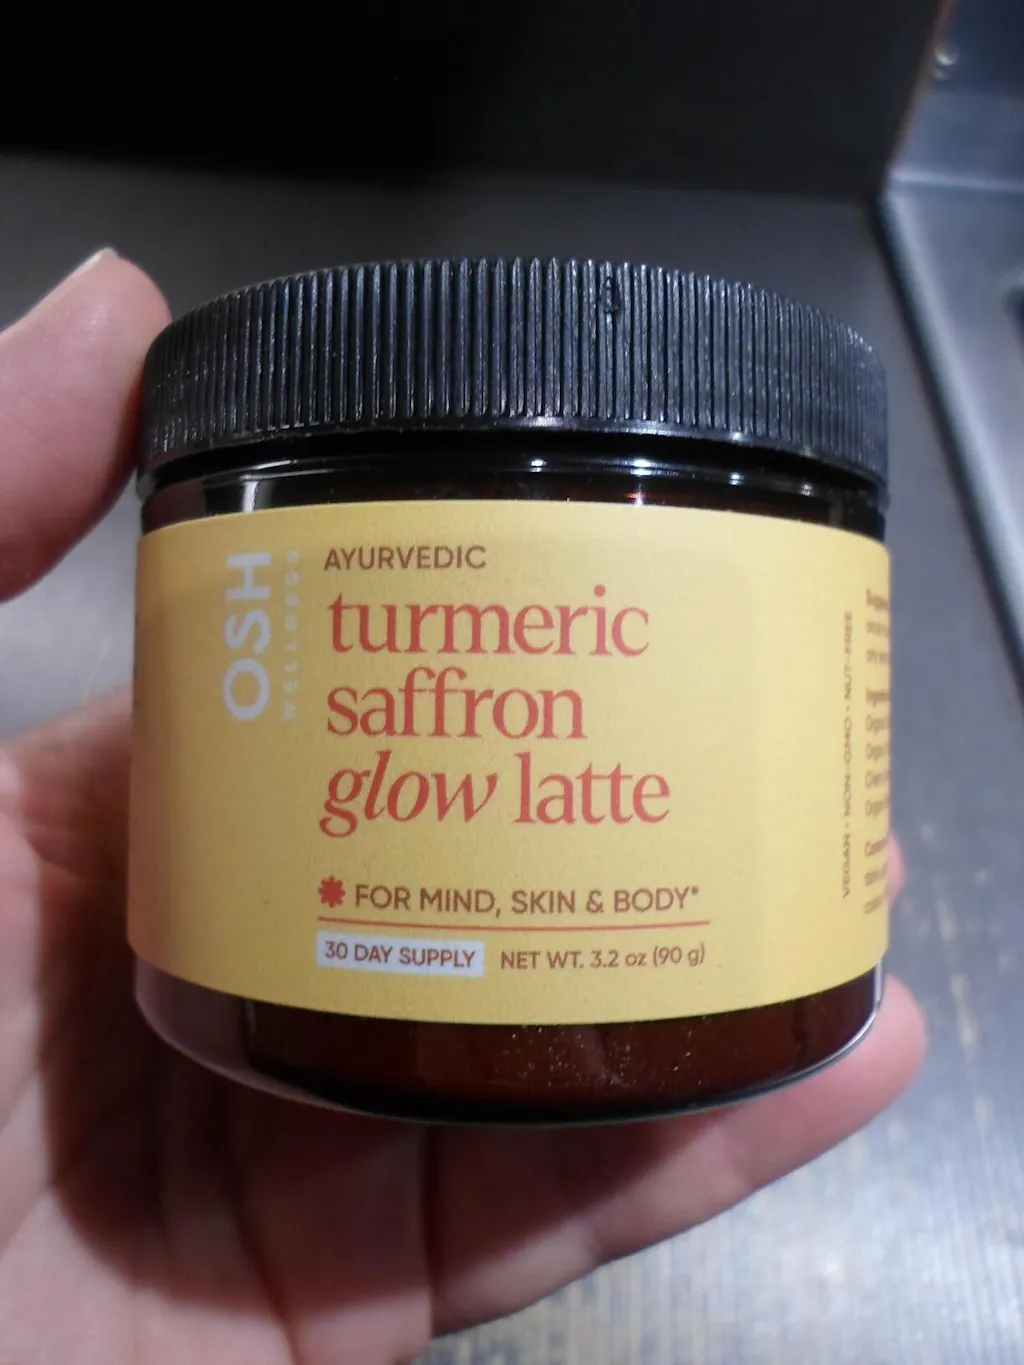 OSH
WELLNESS
AYURVEDIC
turmeric
saffron
glow latte
FOR MIND, SKIN & BODY*
30 DAY SUPPLY
NET WT. 3.2 oz (90 g)
VEGAN • NON-GMO • NUT-FREE